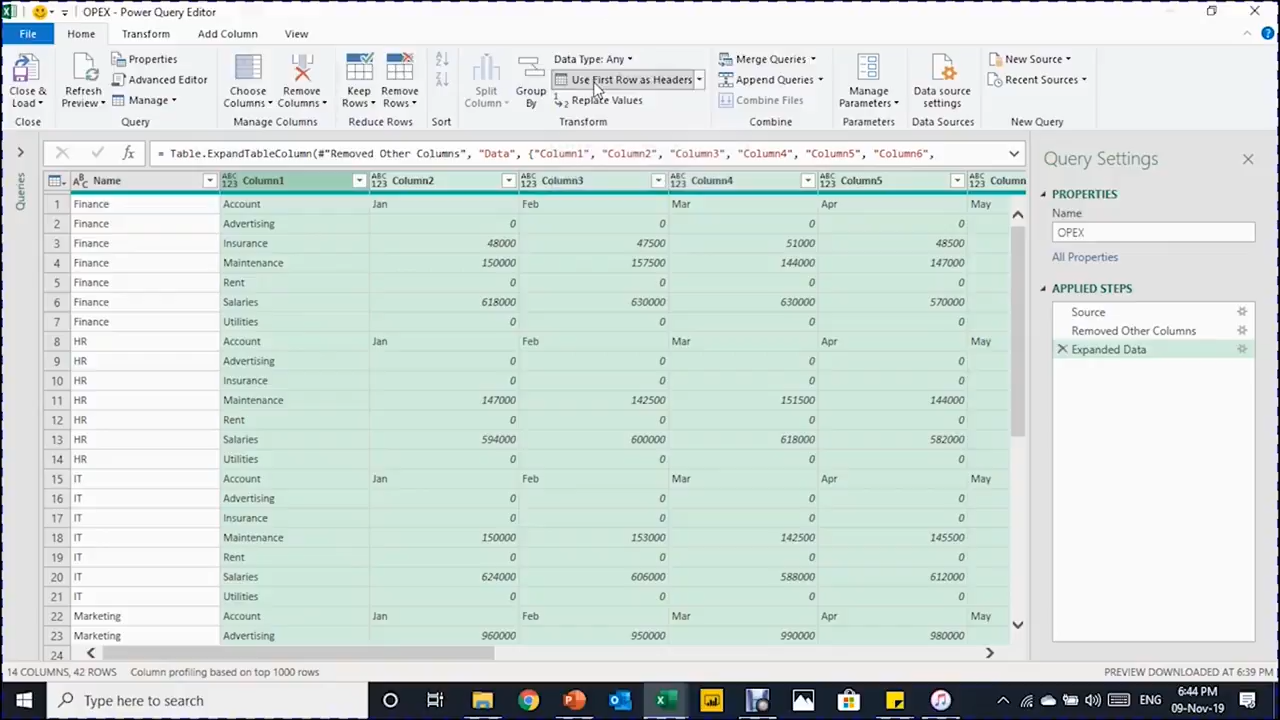 OPEX - Power Query Editor
File Home Transform Add Column View
Close & Load Close
Refresh Preview Properties Advanced Editor Manage Query
Choose Columns Remove Columns Manage Columns
Keep Rows Remove Rows Reduce Rows
Sort
Split Column Group By Data Type: Any Use First Row as Headers Replace Values Transform
Merge Queries Append Queries Combine Files Combine
Manage Parameters Parameters
Data source settings Data Sources
New Source Recent Sources New Query
= Table.ExpandTableColumn(#"Removed Other Columns", "Data", {"Column1", "Column2", "Column3", "Column4", "Column5", "Column6",
Queries
Name Column1 Column2 Column3 Column4 Column5 Column
1 Finance Account Jan Feb Mar Apr May
2 Finance Advertising 0 0 0 0
3 Finance Insurance 48000 47500 51000 48500
4 Finance Maintenance 150000 157500 144000 147000
5 Finance Rent 0 0 0 0
6 Finance Salaries 618000 630000 630000 570000
7 Finance Utilities 0 0 0 0
8 HR Account Jan Feb Mar Apr May
9 HR Advertising 0 0 0 0
10 HR Insurance 0 0 0 0
11 HR Maintenance 147000 142500 151500 144000
12 HR Rent 0 0 0 0
13 HR Salaries 594000 600000 618000 582000
14 HR Utilities 0 0 0 0
15 IT Account Jan Feb Mar Apr May
16 IT Advertising 0 0 0 0
17 IT Insurance 0 0 0 0
18 IT Maintenance 150000 153000 142500 145500
19 IT Rent 0 0 0 0
20 IT Salaries 624000 606000 588000 612000
21 IT Utilities 0 0 0 0
22 Marketing Account Jan Feb Mar Apr May
23 Marketing Advertising 960000 950000 990000 980000
24
Query Settings
PROPERTIES
Name
OPEX
All Properties
APPLIED STEPS
Source
Removed Other Columns
Expanded Data
14 COLUMNS, 42 ROWS Column profiling based on top 1000 rows PREVIEW DOWNLOADED AT 6:39 PM
Type here to search ENG 6:44 PM
09-Nov-19